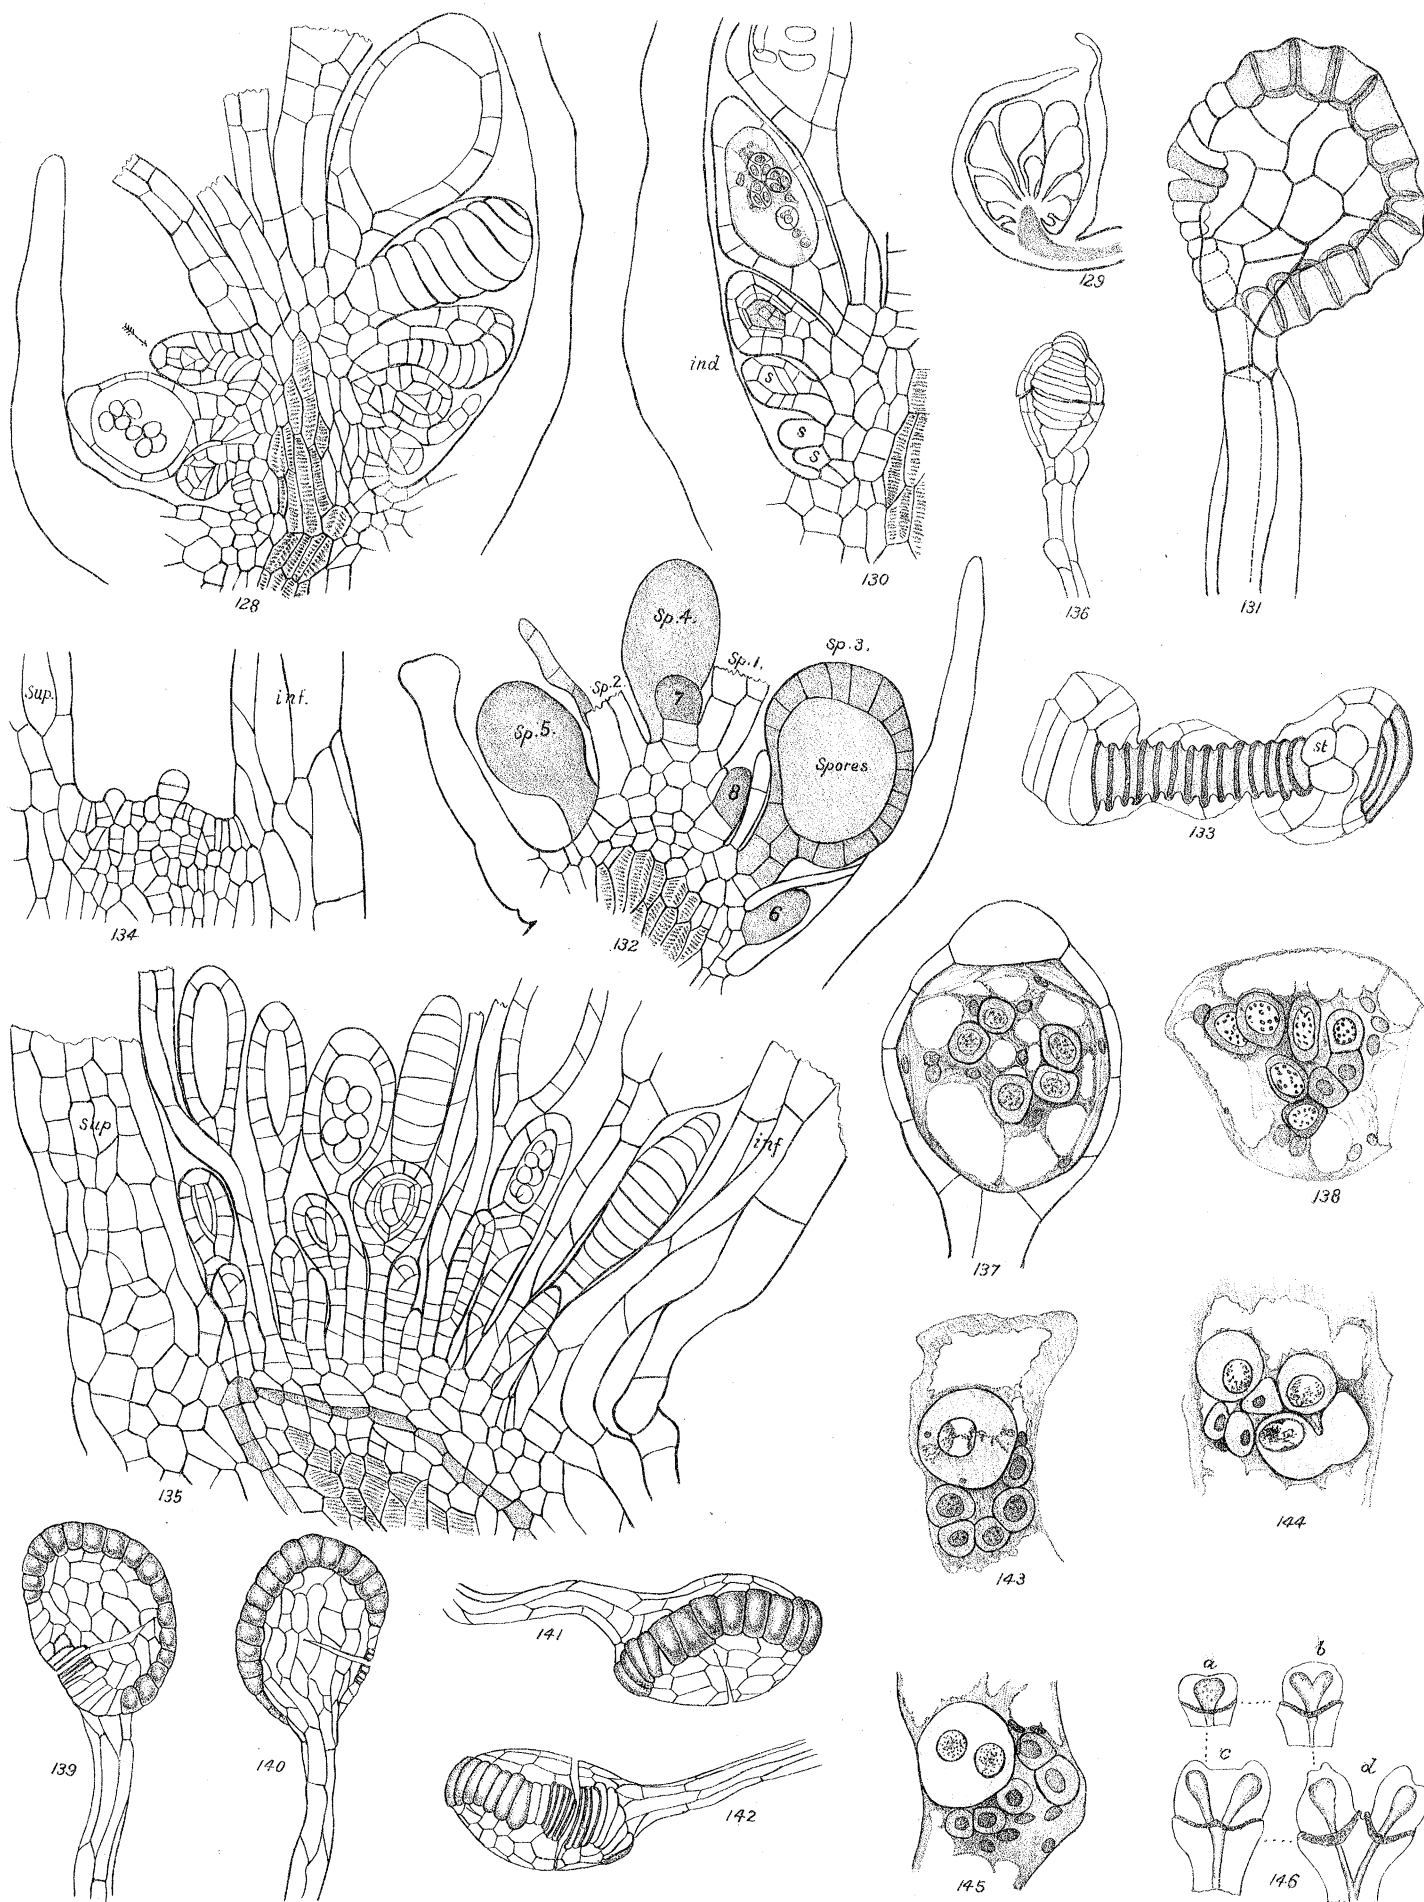 129
ind
S
S
S
S
S
128
130
136
131
Sup.
inf.
Sp. 4.
Sp. 1.
Sp. 3.
Sp. 2.
7
Sp. 5.
Spores
8
6
st
133
134
132
sup
inf
138
137
135
144
143
141
139
140
142
a
b
c
d
145
146